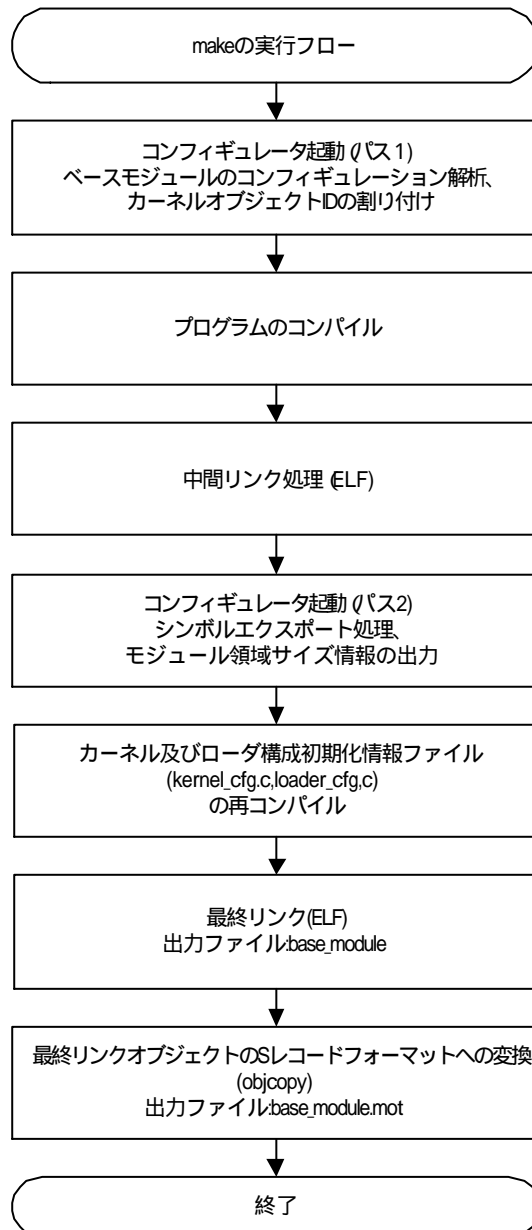 makeの実行フロー
コンフィギュレータ起動 (パス1)
ベースモジュールのコンフィギュレーション解析、
カーネルオブジェクトIDの割り付け
プログラムのコンパイル
中間リンク処理 (ELF)
コンフィギュレータ起動 (パス2)
シンボルエクスポート処理、
モジュール領域サイズ情報の出力
カーネル及びローダ構成初期化情報ファイル
(kernel_cfg.c,loader_cfg,c)
の再コンパイル
最終リンク(ELF)
出力ファイル:base_module
最終リンクオブジェクトのSレコードフォーマットへの変換
(objcopy)
出力ファイル:base_module.mot
終了